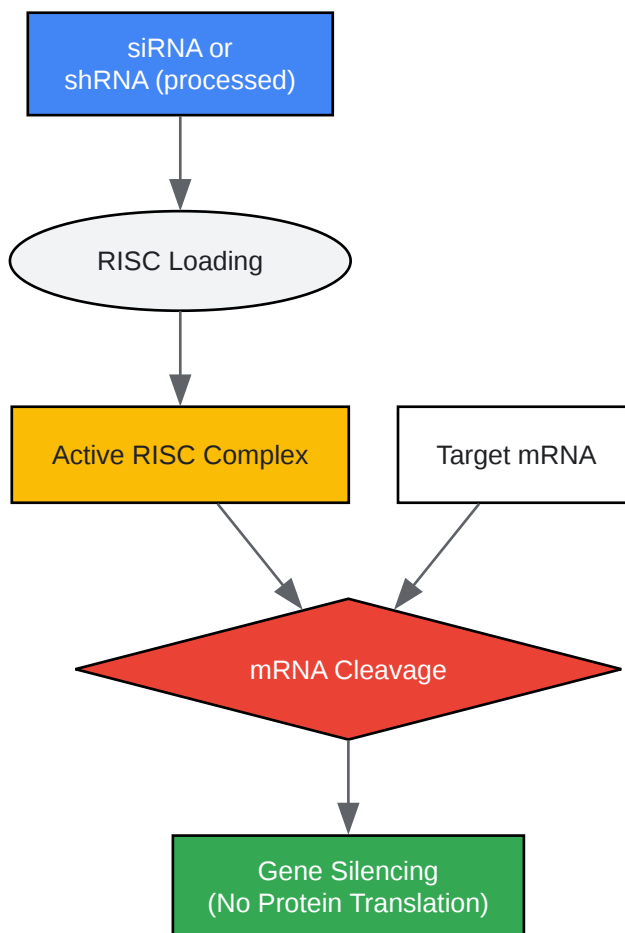 siRNA or
shRNA (processed)
RISC Loading
Active RISC Complex
Target mRNA
mRNA Cleavage
Gene Silencing
(No Protein Translation)